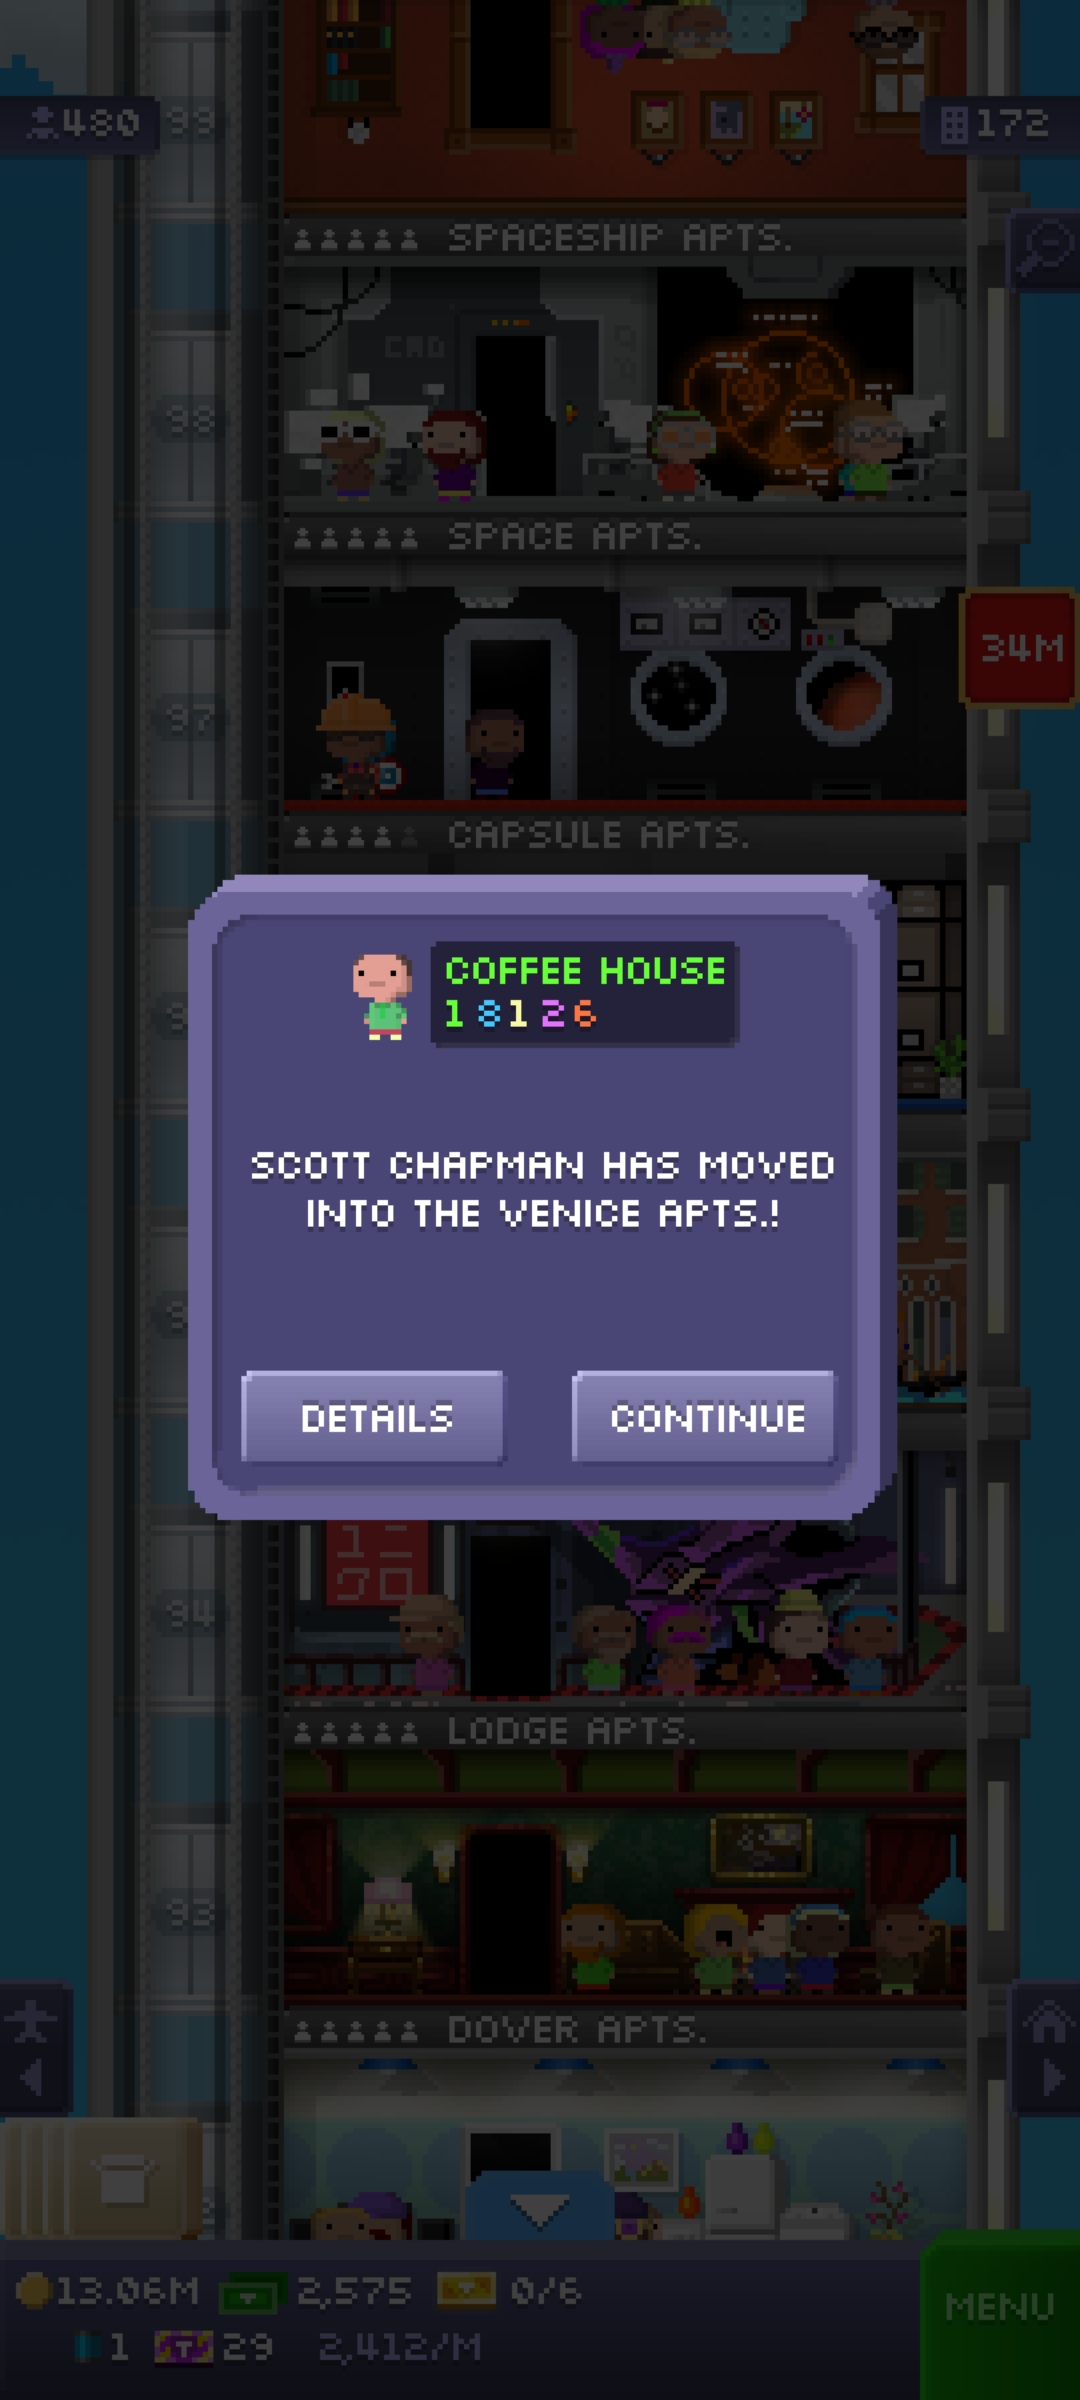 480
99
172
SPACESHIP APTS.
CAD
98
SPACE APTS.
34M
97
CAPSULE APTS.
COFFEE HOUSE
1 8 1 2 6
SCOTT CHAPMAN HAS MOVED
INTO THE VENICE APTS.!
DETAILS
CONTINUE
94
LODGE APTS.
93
DOVER APTS.
13.06M
2,575
0/6
MENU
1
29
2,412/M